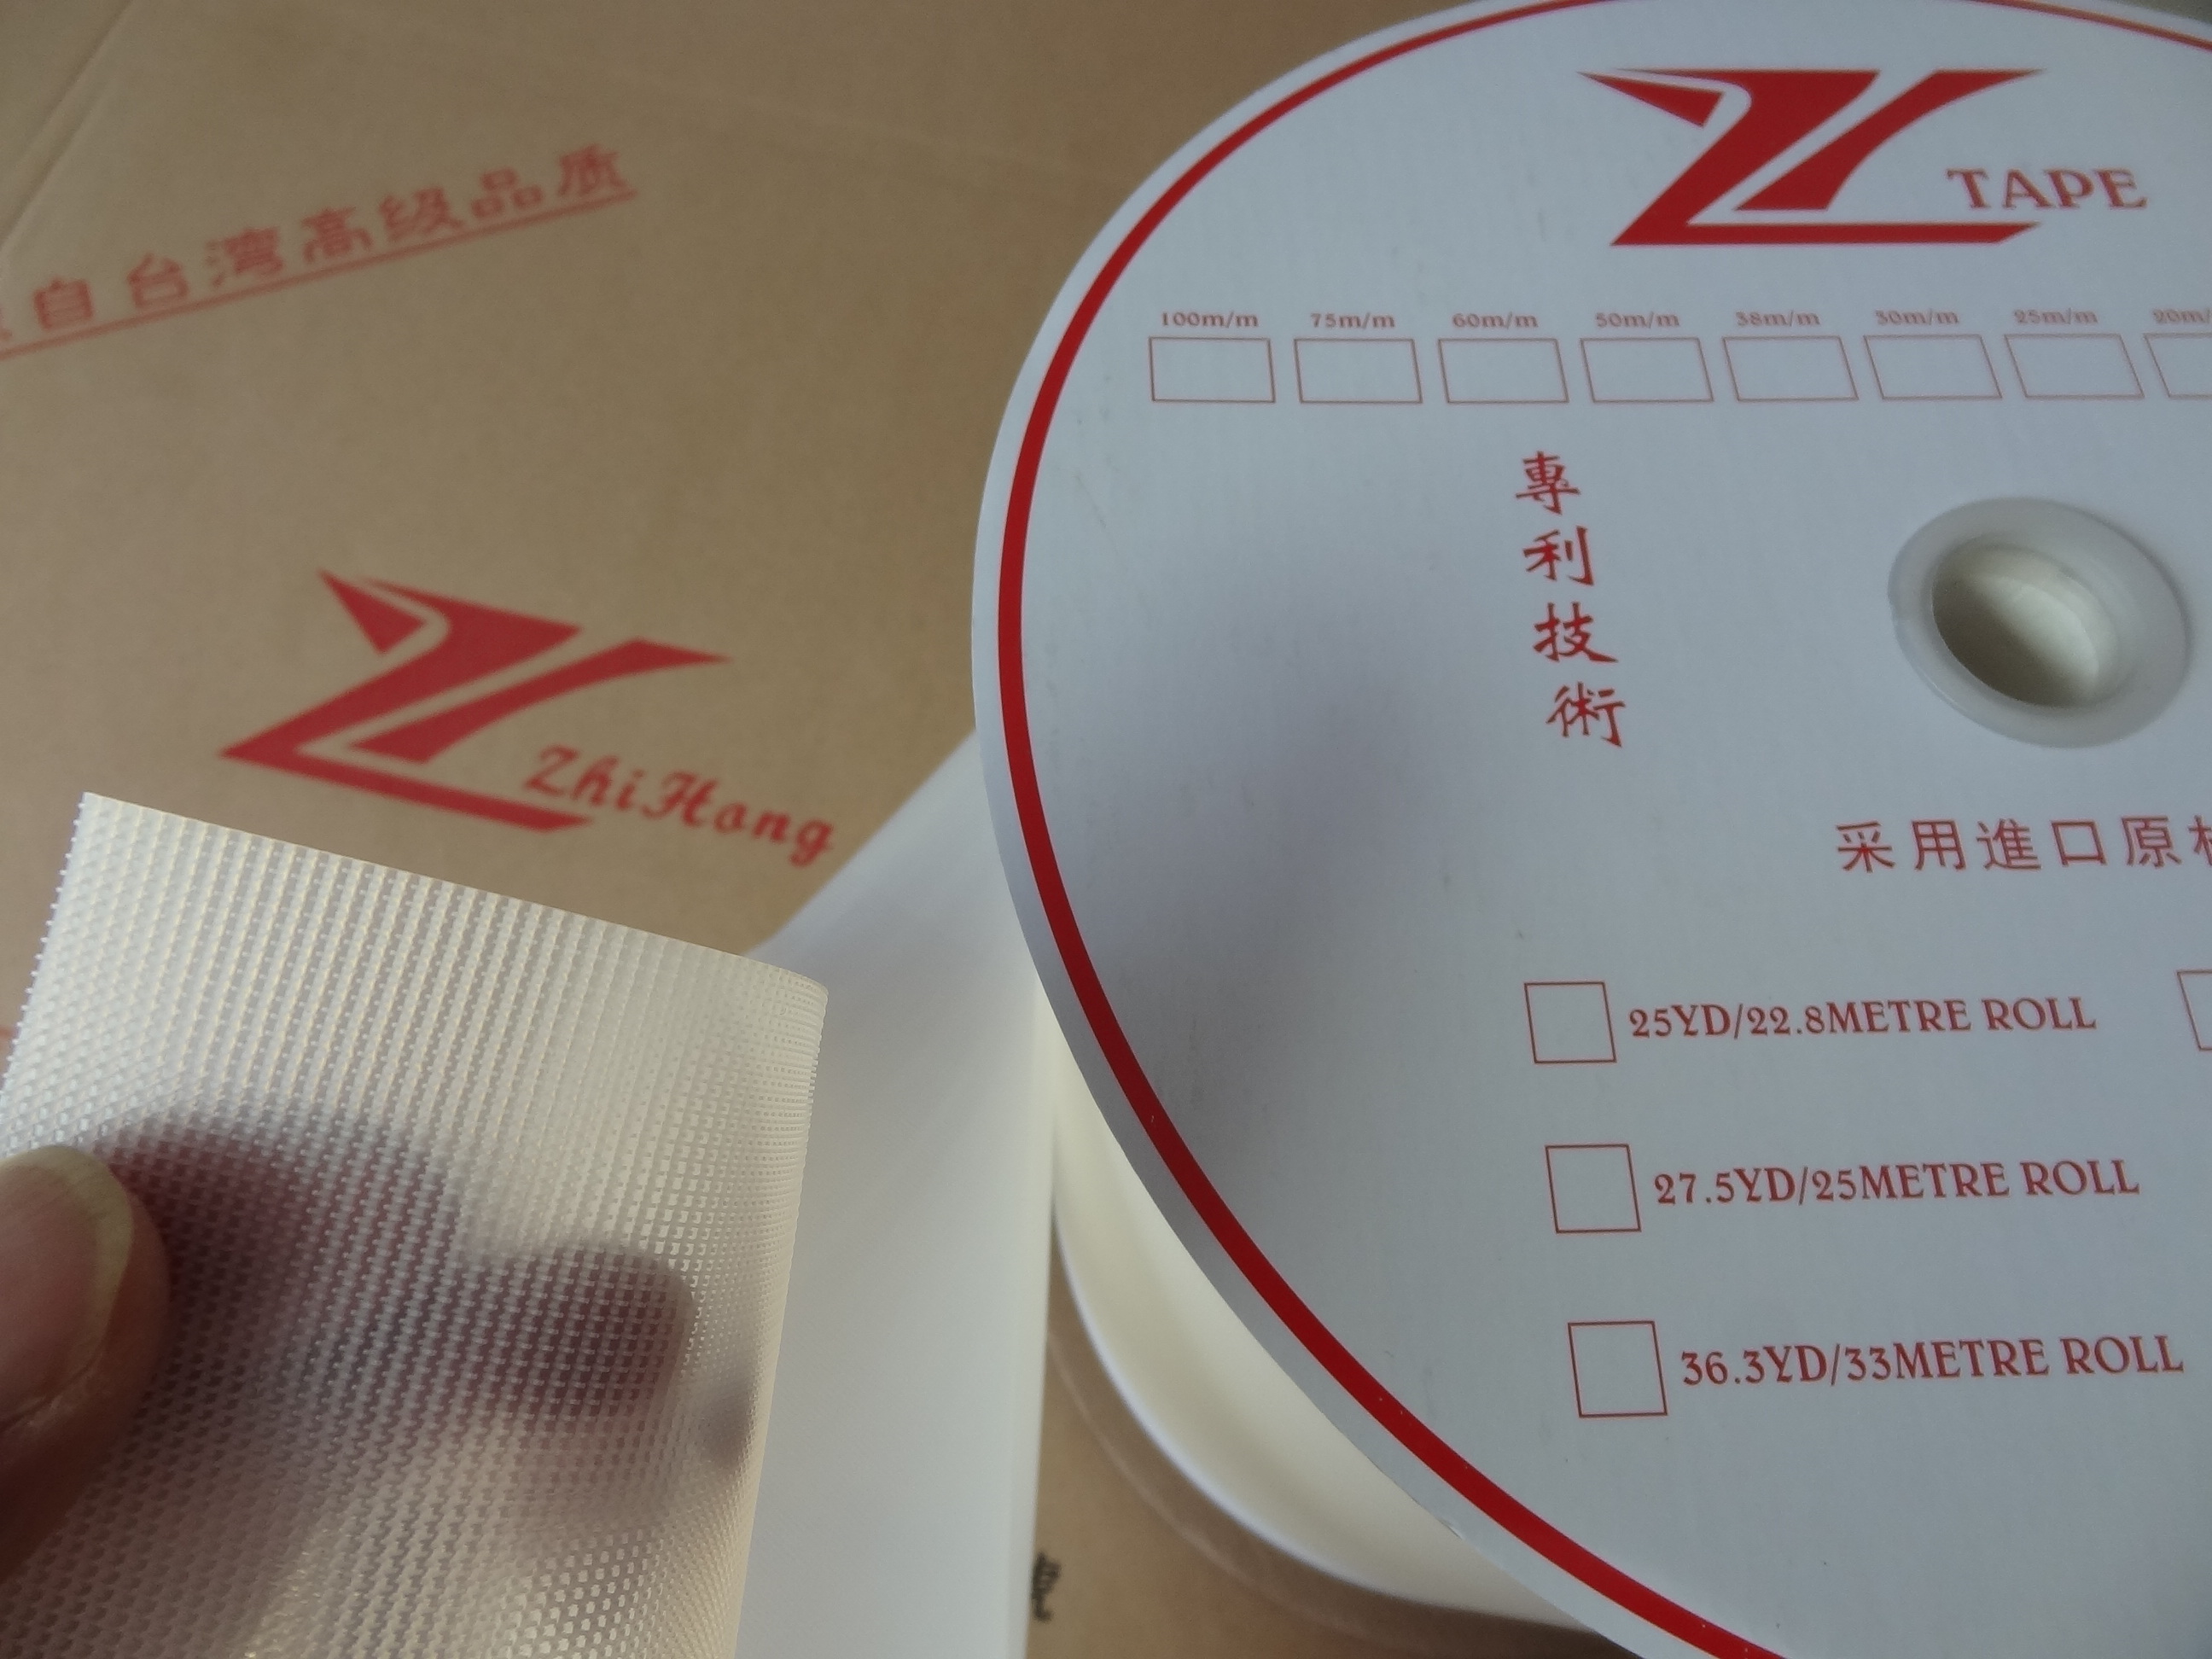 自台湾高级品质
ZhiHong
TAPE
100m/m 75m/m 60m/m 50m/m 38m/m 30m/m 25m/m 20m/
專利技術
采用進口原
25YD/22.8METRE ROLL
27.5YD/25METRE ROLL
36.3YD/33METRE ROLL